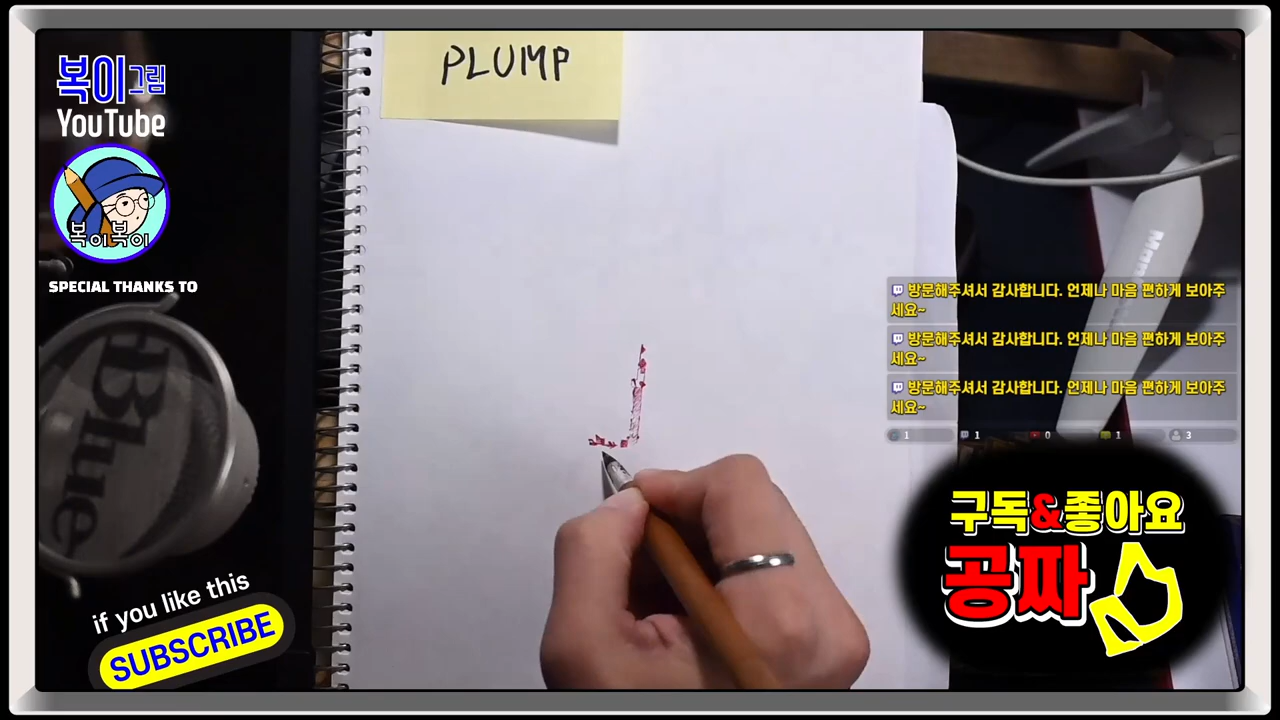 복이그림
YouTube
복이복이
SPECIAL THANKS TO
Blue
if you like this
SUBSCRIBE
PLUMP
방문해주셔서 감사합니다. 언제나 마음 편하게 보아주
세요~
방문해주셔서 감사합니다. 언제나 마음 편하게 보아주
세요~
방문해주셔서 감사합니다. 언제나 마음 편하게 보아주
세요~
1 1 0 1 3
구독&좋아요
공짜